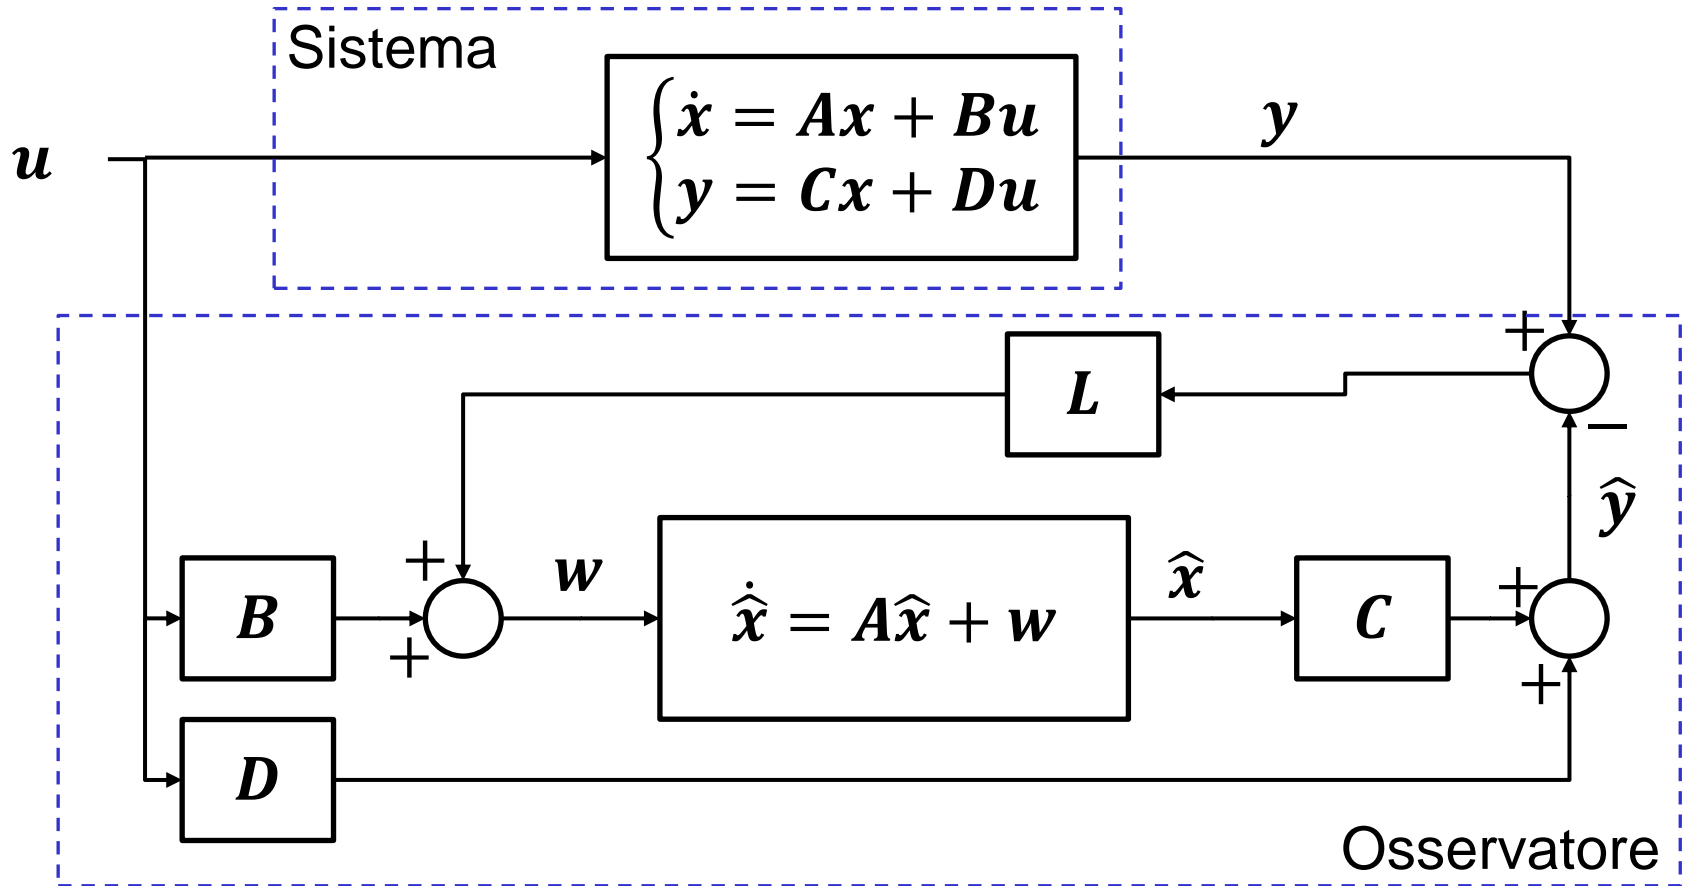 Sistema
ẋ = Ax + Bu
y = Cx + Du
u
y
+
L
−
ŷ
+
w
x̂
+
B
x̂̇ = Ax̂ + w
C
+
+
D
Osservatore